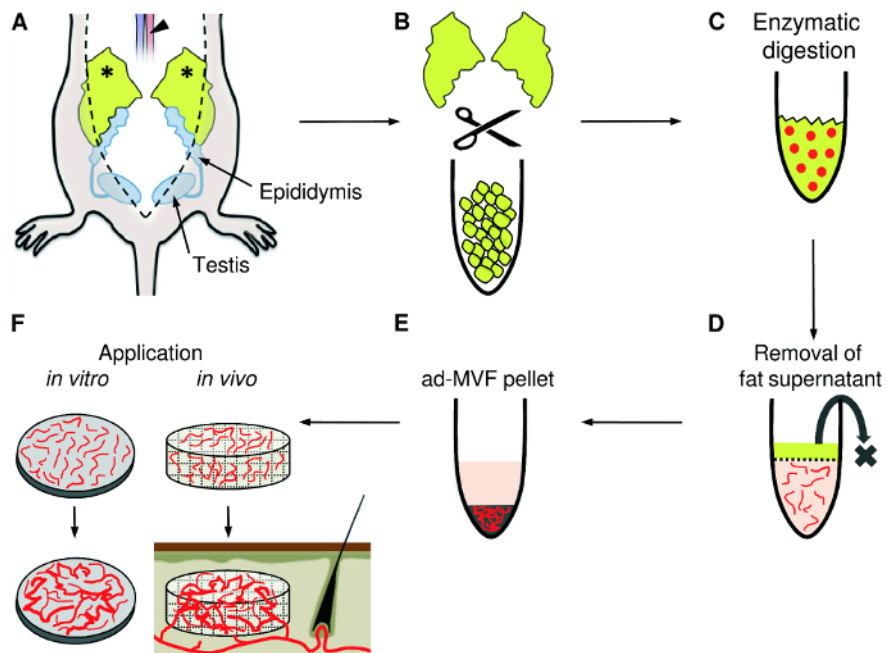 A
*
*
Epididymis
Testis
B
C
Enzymatic
digestion
D
Removal of
fat supernatant
E
ad-MVF pellet
F
Application
in vitro
in vivo